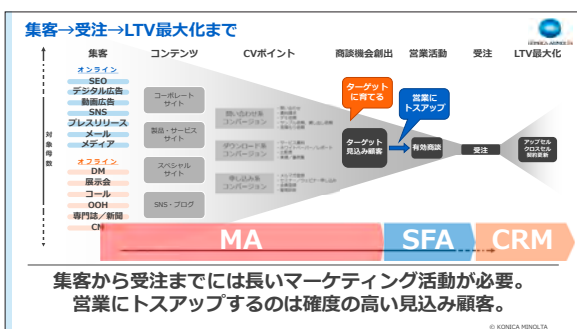 集客→受注→LTV最大化まで
KONICA MINOLTA
集客
コンテンツ
CVポイント
商談機会創出
営業活動
受注
LTV最大化
対象母数
オンライン
SEO
デジタル広告
動画広告
SNS
プレスリリース
メール
メディア
オフライン
DM
展示会
コール
OOH
専門誌／新聞
CM
コーポレート
サイト
製品・サービス
サイト
スペシャル
サイト
SNS・ブログ
問い合わせ系
コンバージョン
ダウンロード系
コンバージョン
申し込み系
コンバージョン
ターゲット
に育てる
営業に
トスアップ
ターゲット
見込み顧客
有効商談
受注
アップセル
クロスセル
契約更新
MA
SFA
CRM
集客から受注までには長いマーケティング活動が必要。
営業にトスアップするのは確度の高い見込み顧客。
© KONICA MINOLTA